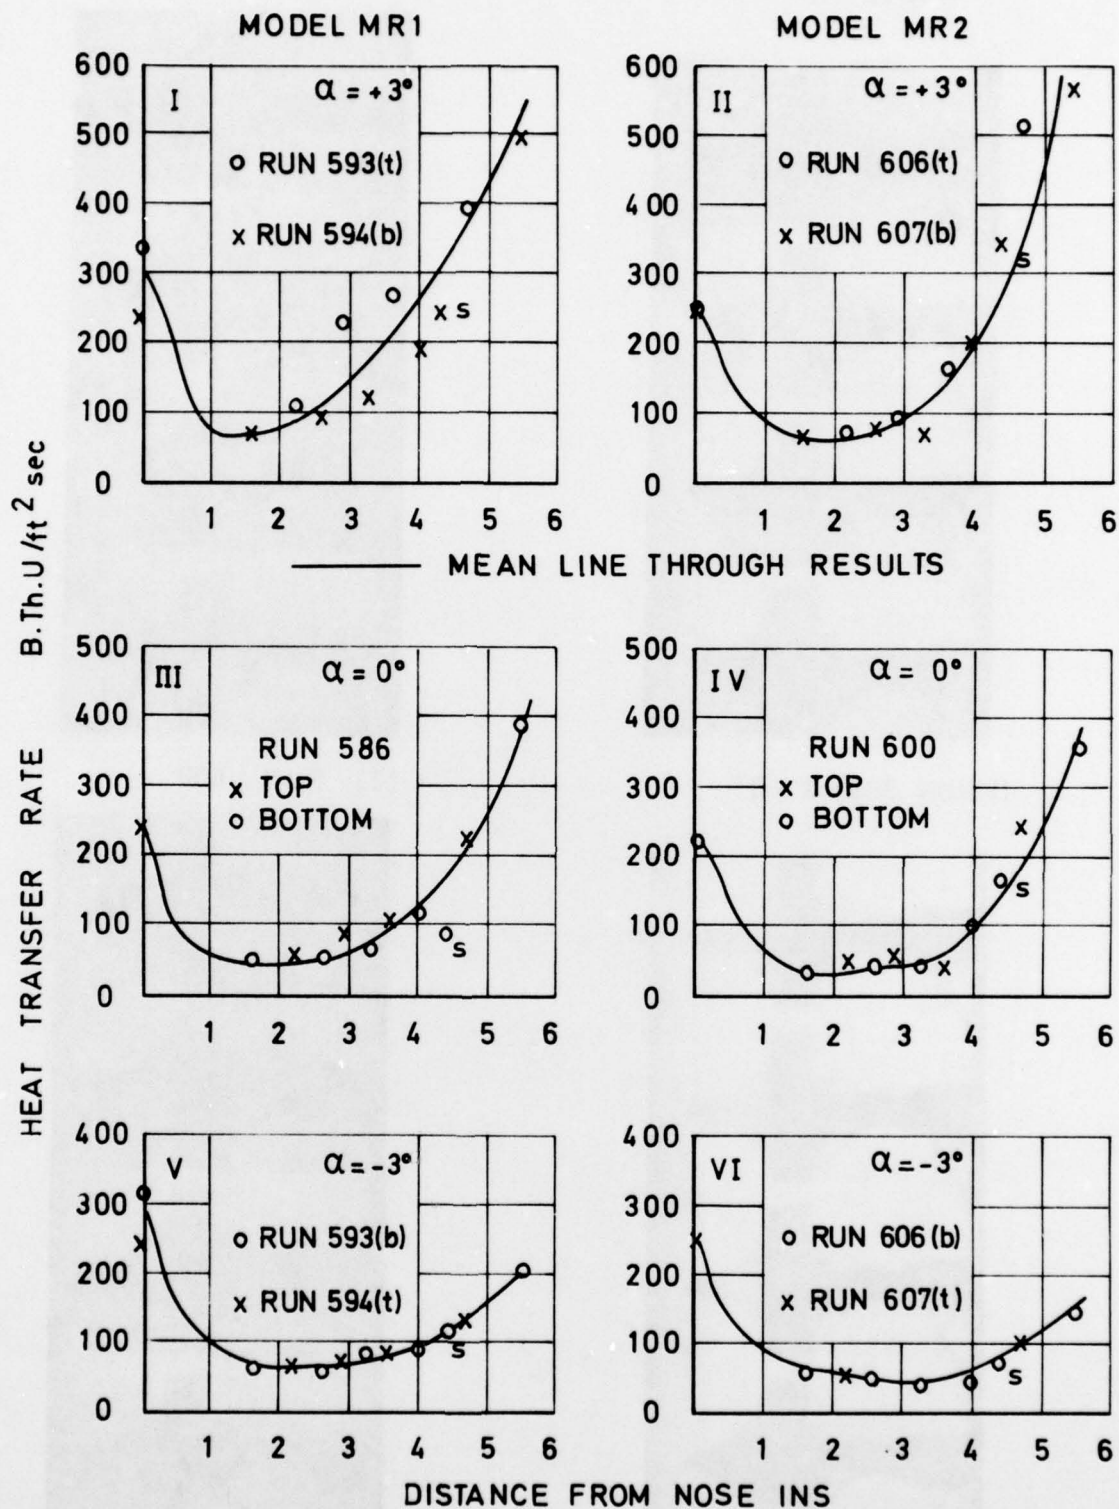 MODEL MR1
MODEL MR2
HEAT TRANSFER RATE B.Th.U/ft² sec
600
500
400
300
200
100
0
I
α = +3°
o RUN 593(t)
x RUN 594(b)
s
1 2 3 4 5 6
600
500
400
300
200
100
0
II
α = +3°
o RUN 606(t)
x RUN 607(b)
s
1 2 3 4 5 6
MEAN LINE THROUGH RESULTS
500
400
300
200
100
0
III
α = 0°
RUN 586
x TOP
o BOTTOM
s
1 2 3 4 5 6
500
400
300
200
100
0
IV
α = 0°
RUN 600
x TOP
o BOTTOM
s
1 2 3 4 5 6
400
300
200
100
0
V
α = -3°
o RUN 593(b)
x RUN 594(t)
s
1 2 3 4 5 6
400
300
200
100
0
VI
α = -3°
o RUN 606(b)
x RUN 607(t)
s
1 2 3 4 5 6
DISTANCE FROM NOSE INS